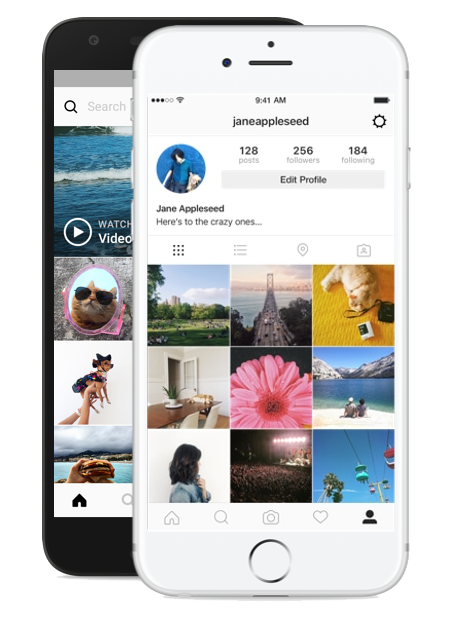 Search
WATCH
Video
9:41 AM
janeappleseed
128
posts
256
followers
184
following
Edit Profile
Jane Appleseed
Here's to the crazy ones...